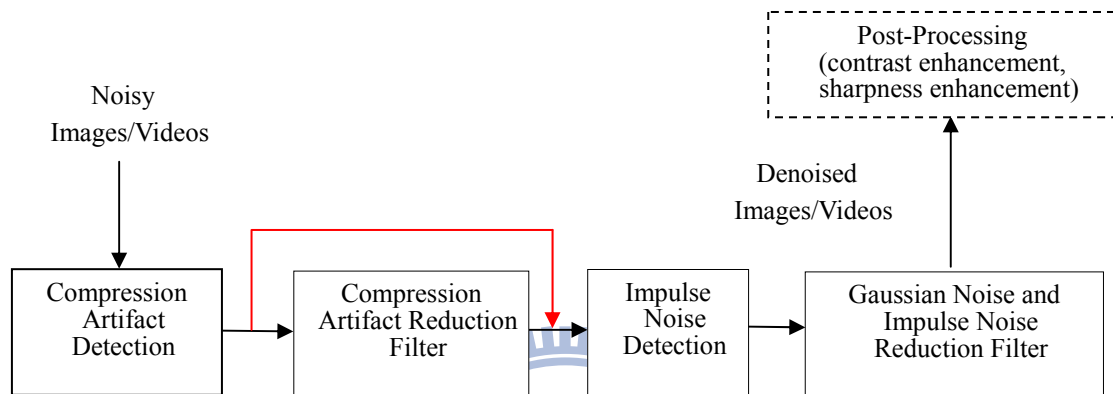 Noisy
Images/Videos
Compression
Artifact
Detection
Compression
Artifact Reduction
Filter
Impulse
Noise
Detection
Gaussian Noise and
Impulse Noise
Reduction Filter
Denoised
Images/Videos
Post-Processing
(contrast enhancement,
sharpness enhancement)